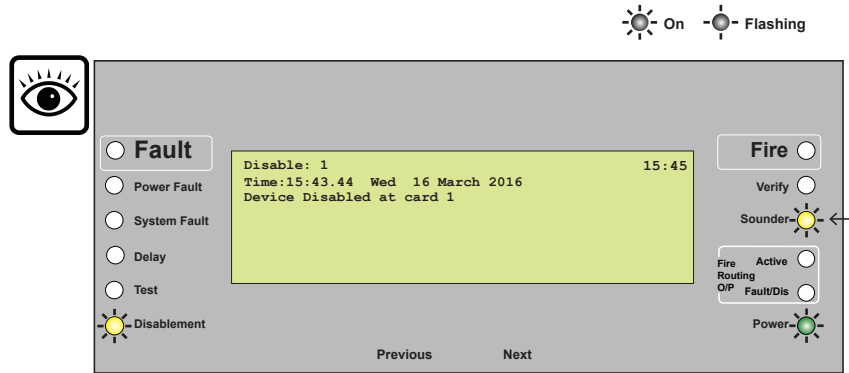 On
Flashing
Fault
Power Fault
System Fault
Delay
Test
Disablement
Disable: 1 15:45
Time:15:43.44 Wed 16 March 2016
Device Disabled at card 1
Fire
Verify
Sounder
Fire Routing O/P
Active
Fault/Dis
Power
Previous Next